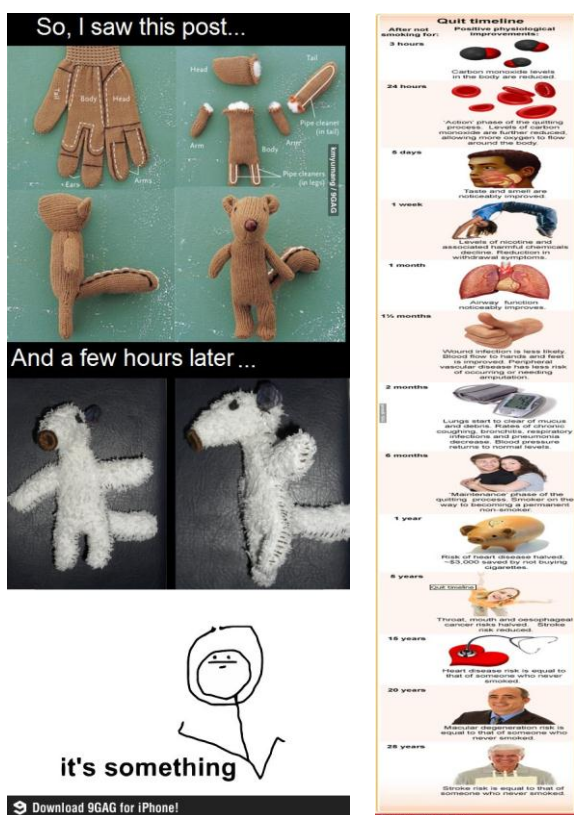 So, I saw this post...
Tail
Body
Head
Ears
Arms
Head
Tail
Pipe cleaner
(in tail)
Arm
Arm
Body
Pipe cleaners
(in legs)
kimyumang / 9GAG
And a few hours later...
it's something
Download 9GAG for iPhone!
Quit timeline
After not
smoking for:
Positive physiological
improvements:
3 hours
Carbon monoxide levels
in the body are reduced.
24 hours
'Action' phase of the quitting
process. Levels of carbon
monoxide are further reduced,
allowing more oxygen to flow
around the body.
5 days
Taste and smell are
noticeably improved.
1 week
Levels of nicotine and
associated harmful chemicals
decline. Reduction in
withdrawal symptoms.
1 month
Airway function
noticeably improves.
1½ months
Wound infection is less likely.
Blood flow to hands and feet
is improved. Peripheral
vascular disease has less risk
of occurring or needing
amputation.
2 months
Lungs start to clear of mucus
and debris. Rates of chronic
coughing, bronchitis, respiratory
infections and pneumonia
decrease. Blood pressure
returns to normal levels.
6 months
'Maintenance' phase of the
quitting process. Smoker on the
way to becoming a permanent
non-smoker.
1 year
Risk of heart disease halved.
~$3,000 saved by not buying
cigarettes.
5 years
Quit timeline
Throat, mouth and oesophageal
cancer risks halved. Stroke
risk reduced.
15 years
Heart disease risk is equal to
that of someone who never
smoked.
20 years
Macular degeneration risk is
equal to that of someone who
never smoked.
25 years
Stroke risk is equal to that of
someone who never smoked.